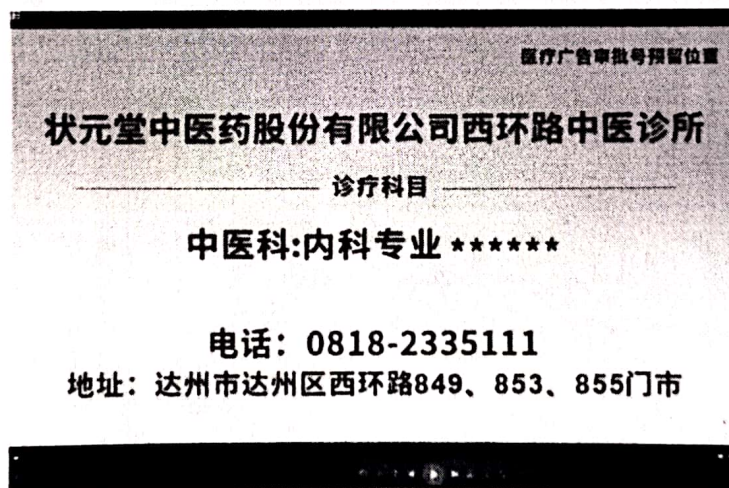 医疗广告审批号预留位置
状元堂中医药股份有限公司西环路中医诊所
诊疗科目
中医科:内科专业 ******
电话：0818-2335111
地址：达州市达川区西环路849、853、855门市